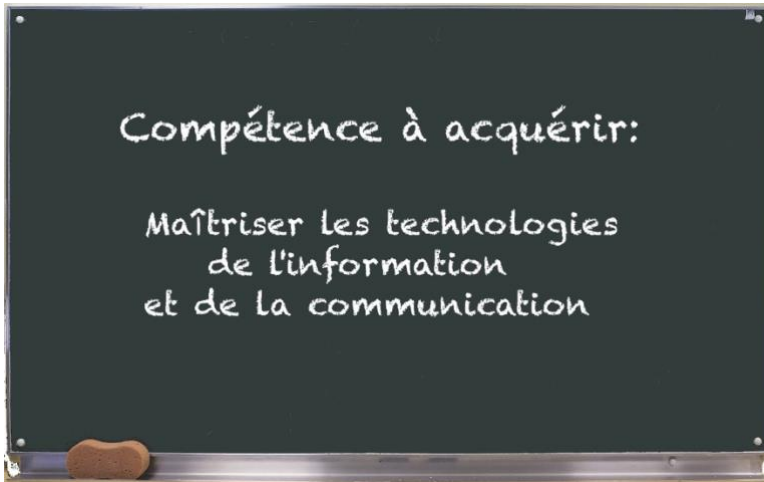 Compétence à acquérir:
Maîtriser les technologies
de l'information
et de la communication